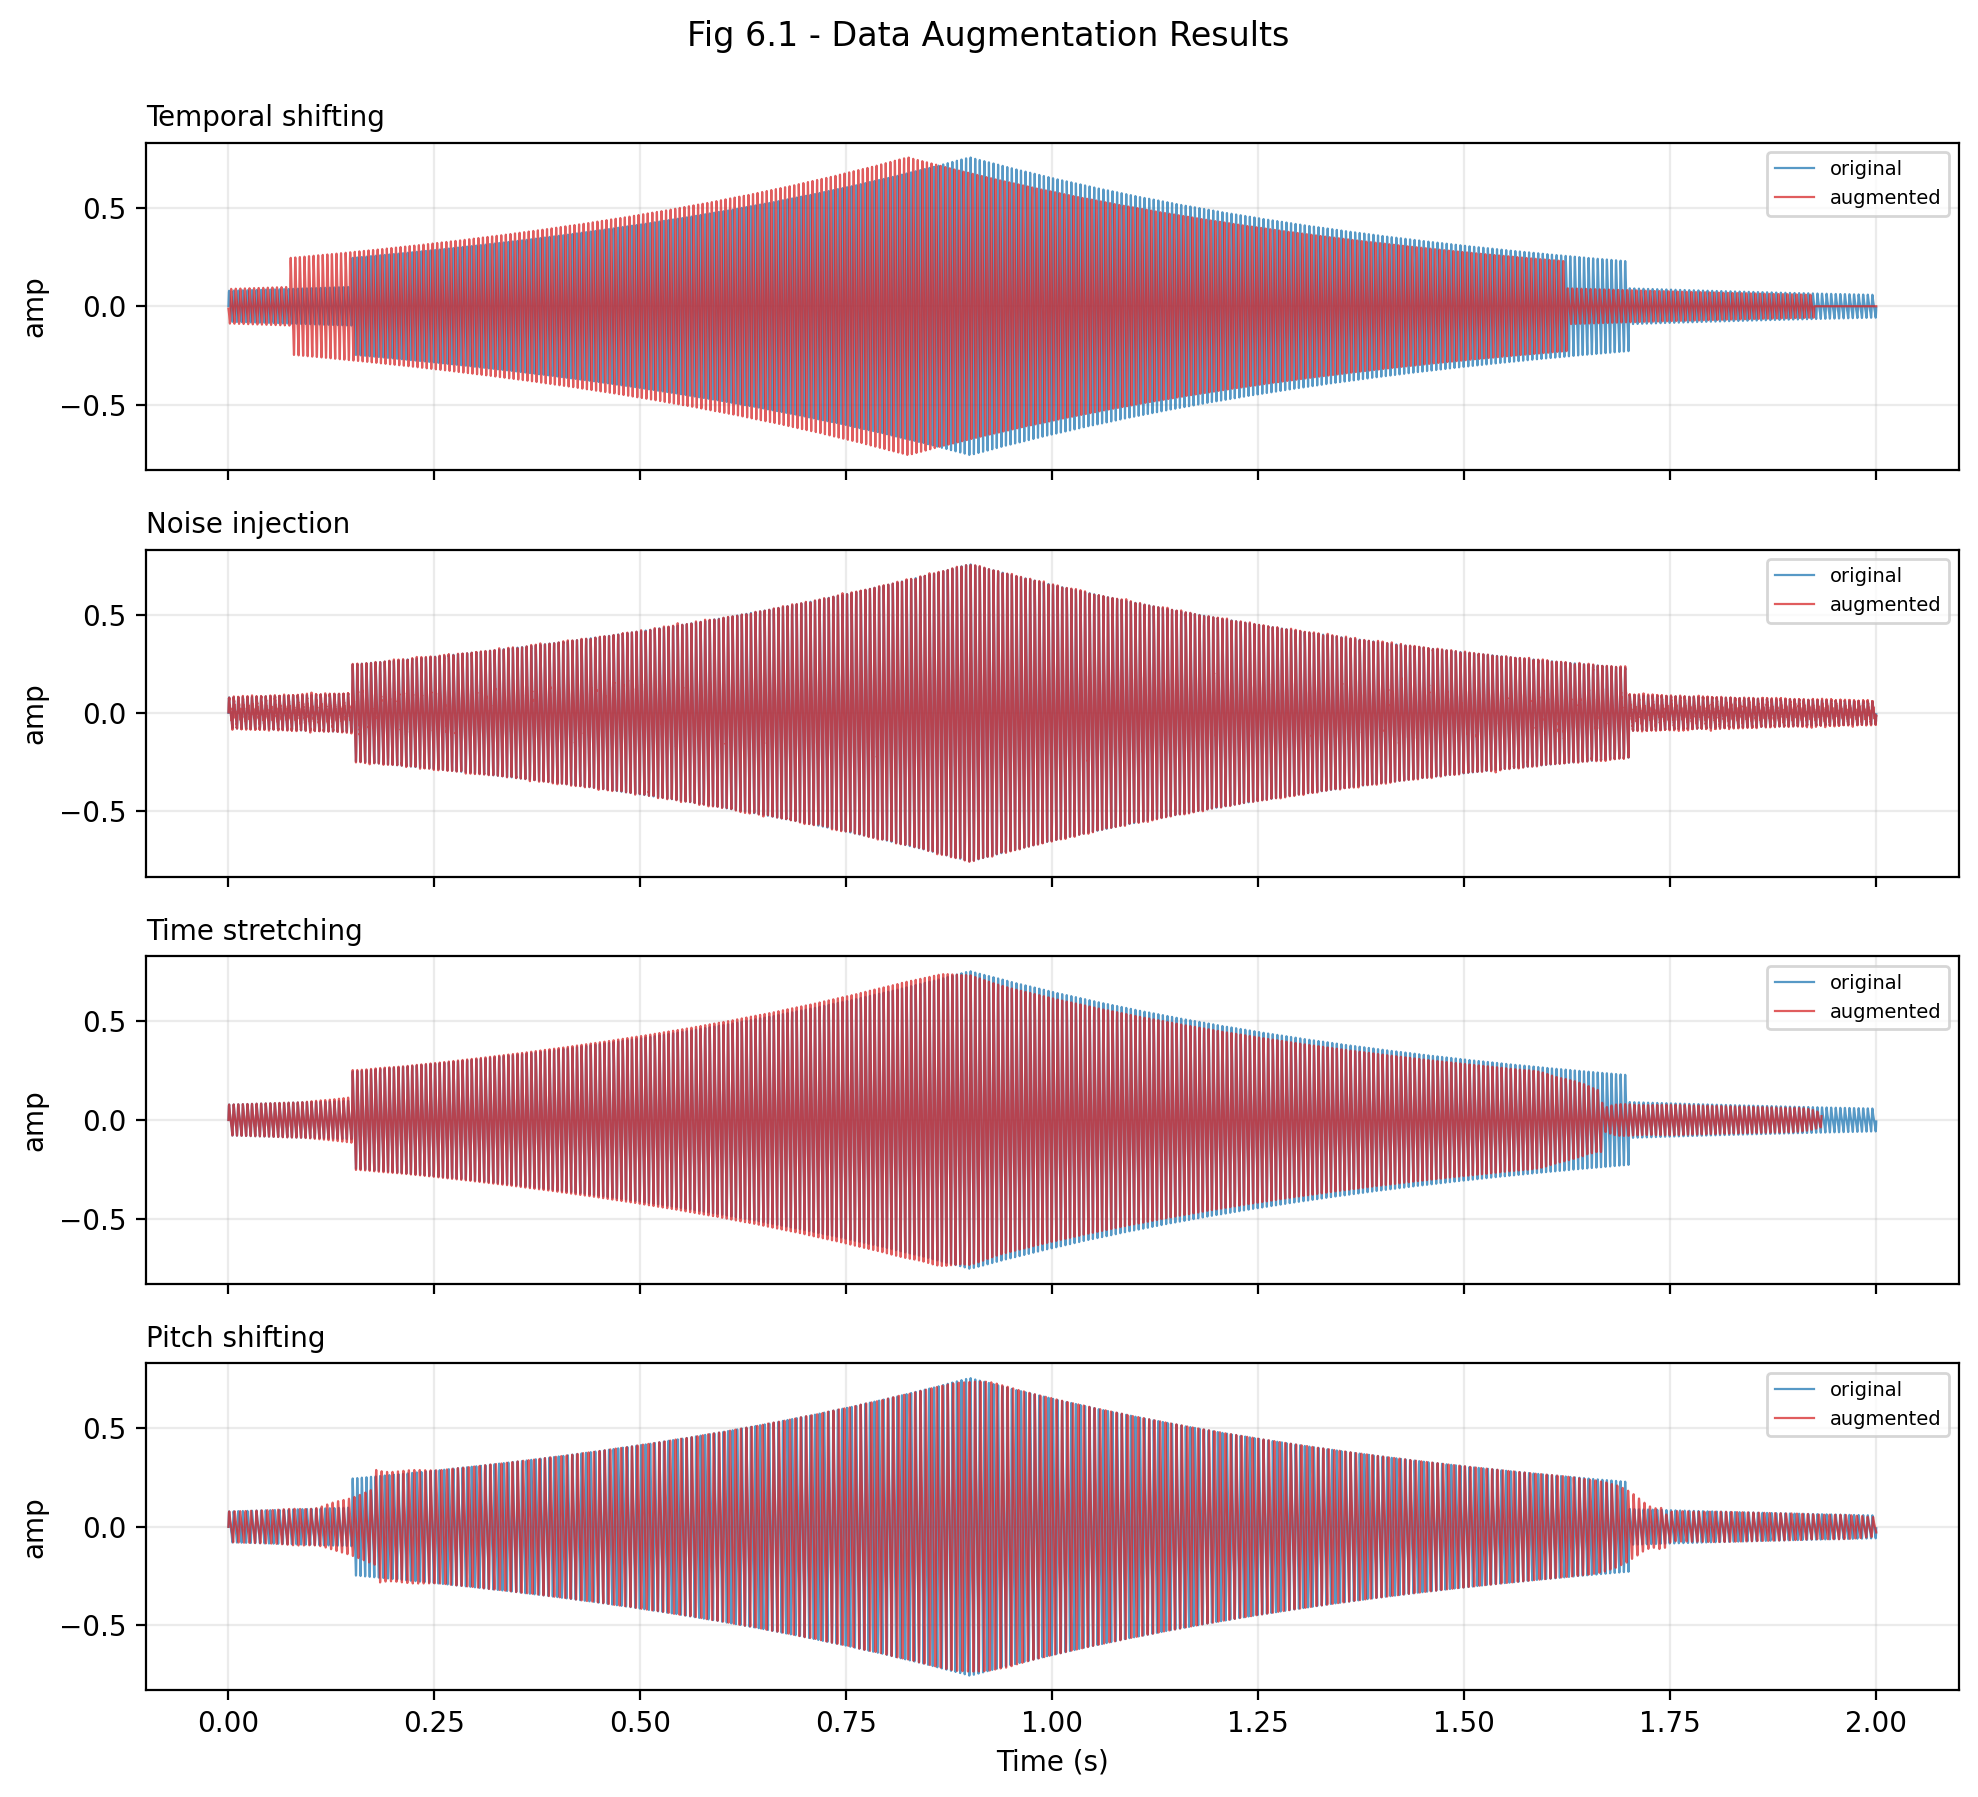 Fig 6.1 - Data Augmentation Results
Temporal shifting
original
augmented
0.5
0.0
−0.5
amp
Noise injection
original
augmented
0.5
0.0
−0.5
amp
Time stretching
original
augmented
0.5
0.0
−0.5
amp
Pitch shifting
original
augmented
0.5
0.0
−0.5
amp
0.00 0.25 0.50 0.75 1.00 1.25 1.50 1.75 2.00
Time (s)